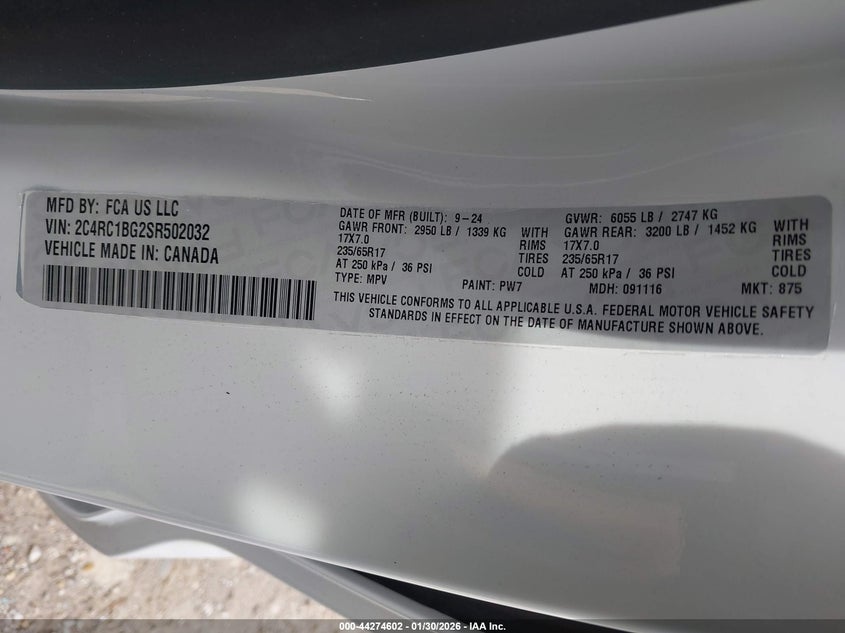 MFD BY: FCA US LLC
VIN: 2C4RC1BG2SR502032
VEHICLE MADE IN: CANADA
DATE OF MFR (BUILT): 9-24
GAWR FRONT: 2950 LB / 1339 KG WITH
17X7.0 RIMS
235/65R17 TIRES
AT 250 kPa / 36 PSI COLD
TYPE: MPV
PAINT: PW7
GVWR: 6055 LB / 2747 KG
GAWR REAR: 3200 LB / 1452 KG WITH
17X7.0 RIMS
235/65R17 TIRES
AT 250 kPa / 36 PSI COLD
MDH: 091116
MKT: 875
THIS VEHICLE CONFORMS TO ALL APPLICABLE U.S.A. FEDERAL MOTOR VEHICLE SAFETY
STANDARDS IN EFFECT ON THE DATE OF MANUFACTURE SHOWN ABOVE.
000-44274602 - 01/30/2026 - IAA Inc.